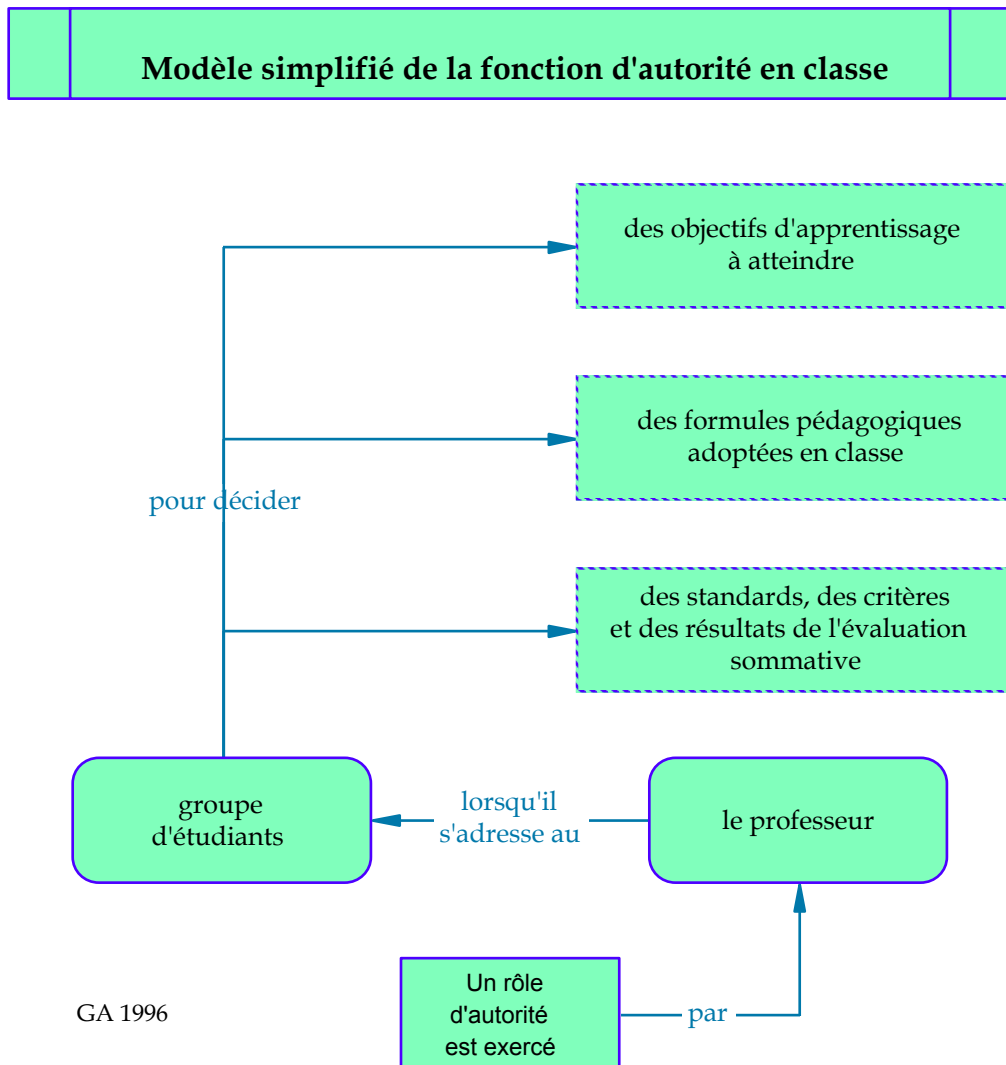 Modèle simplifié de la fonction d'autorité en classe
des objectifs d'apprentissage
à atteindre
des formules pédagogiques
adoptées en classe
pour décider
des standards, des critères
et des résultats de l'évaluation
sommative
groupe
d'étudiants
lorsqu'il
s'adresse au
le professeur
Un rôle
d'autorité
est exercé
par
GA 1996